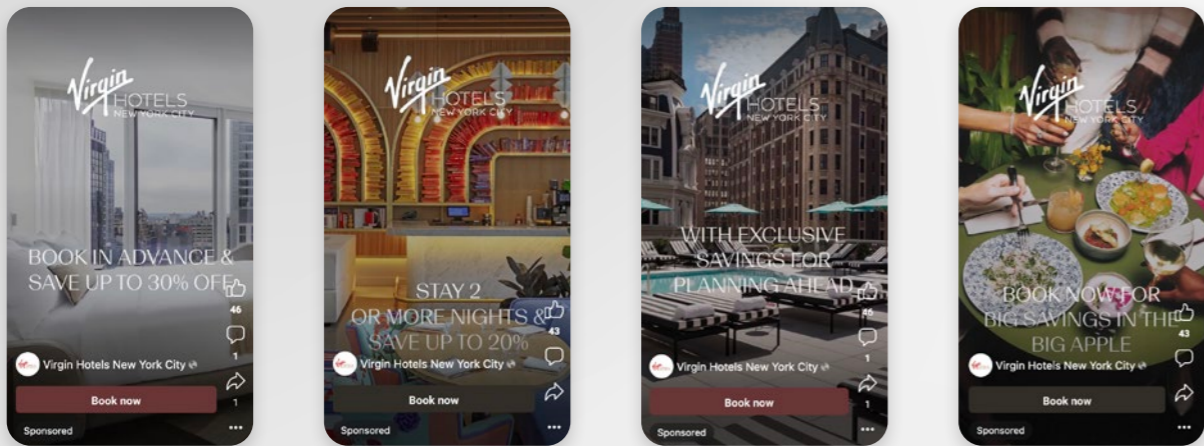 Virgin
HOTELS
NEW YORK CITY
BOOK IN ADVANCE &
SAVE UP TO 30% OFF
46
1
Virgin Hotels New York City
Book now
1
Sponsored
Virgin
HOTELS
NEW YORK CITY
STAY 2
OR MORE NIGHTS &
SAVE UP TO 20%
43
Virgin Hotels New York City
Book now
Sponsored
Virgin
HOTELS
NEW YORK CITY
WITH EXCLUSIVE
SAVINGS FOR
PLANNING AHEAD
46
1
Virgin Hotels New York City
Book now
1
Sponsored
Virgin
HOTELS
NEW YORK CITY
BOOK NOW FOR
BIG SAVINGS IN THE
BIG APPLE
43
Virgin Hotels New York City
Book now
Sponsored